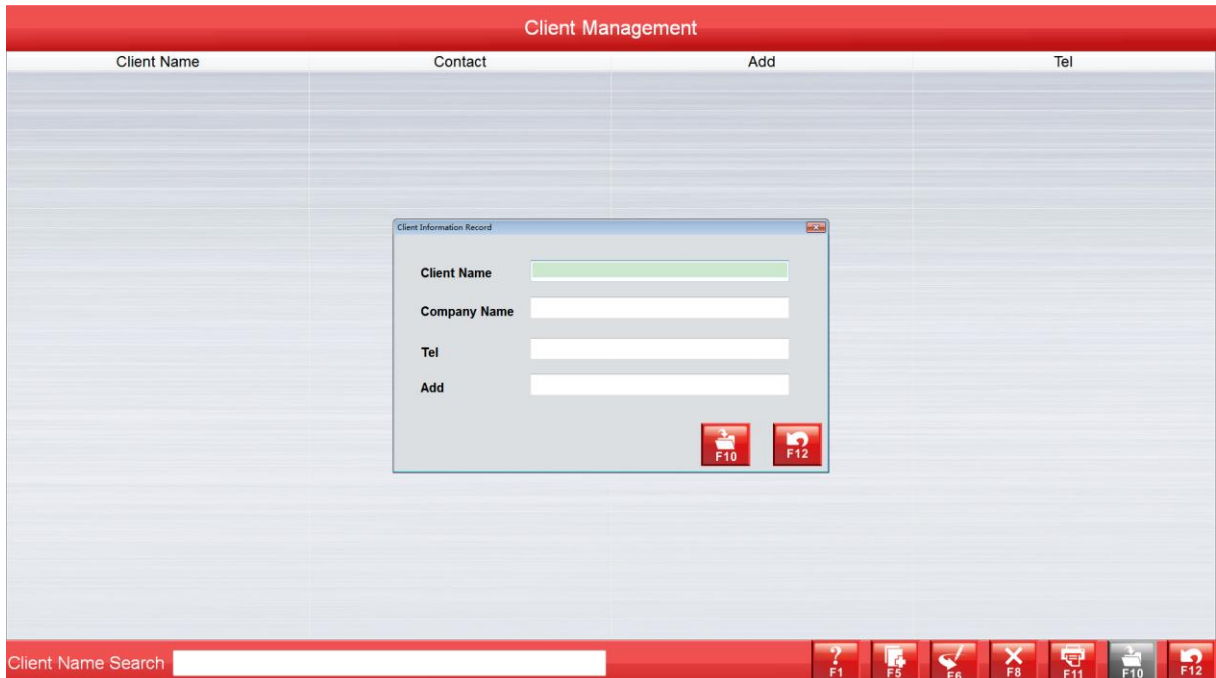 Client Management
Client Name Contact Add Tel
Client Information Record
Client Name
Company Name
Tel
Add
F10 F12
Client Name Search ? F1 F5 F6 F8 F11 F10 F12